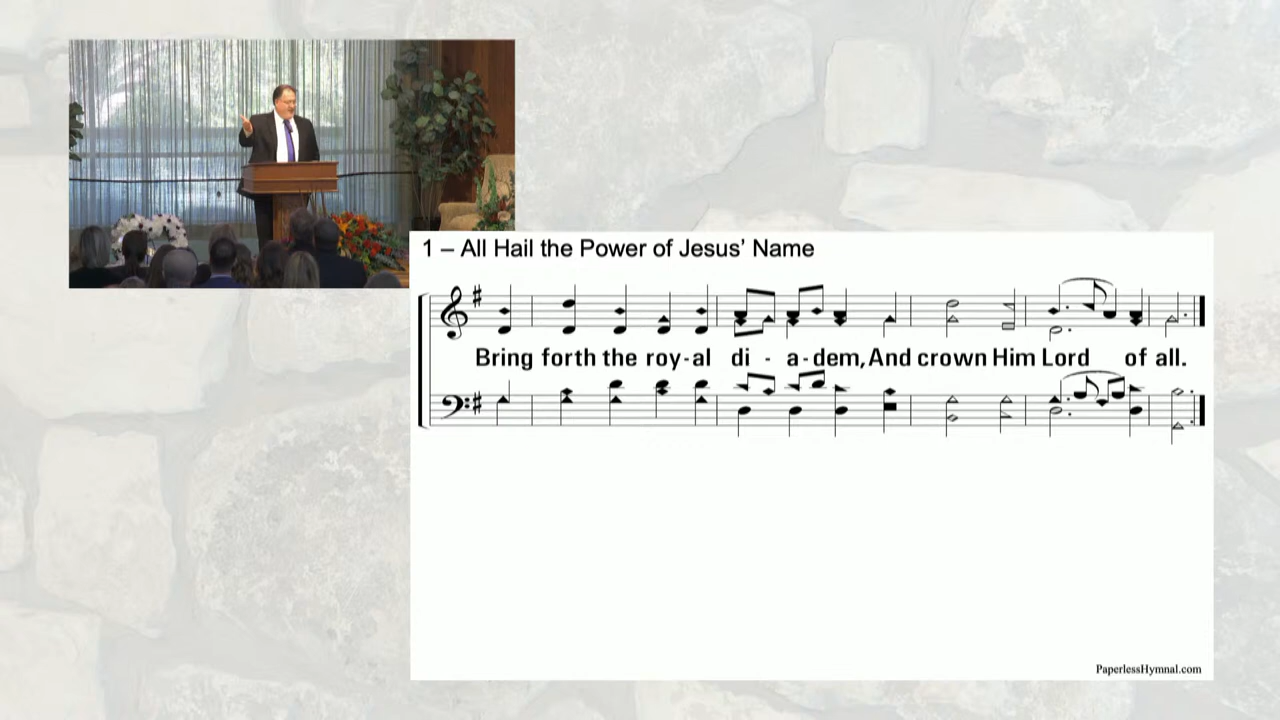 1 – All Hail the Power of Jesus’ Name
Bring forth the roy-al di - a-dem, And crown Him Lord of all.
PaperlessHymnal.com